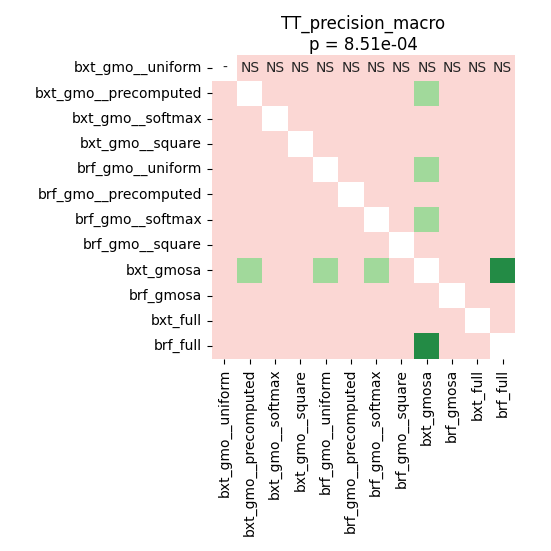 TT_precision_macro
p = 8.51e-04
bxt_gmo__uniform - NS NS NS NS NS NS NS NS NS NS NS
bxt_gmo__precomputed
bxt_gmo__softmax
bxt_gmo__square
brf_gmo__uniform
brf_gmo__precomputed
brf_gmo__softmax
brf_gmo__square
bxt_gmosa
brf_gmosa
bxt_full
brf_full
bxt_gmo__uniform
bxt_gmo__precomputed
bxt_gmo__softmax
bxt_gmo__square
brf_gmo__uniform
brf_gmo__precomputed
brf_gmo__softmax
brf_gmo__square
bxt_gmosa
brf_gmosa
bxt_full
brf_full